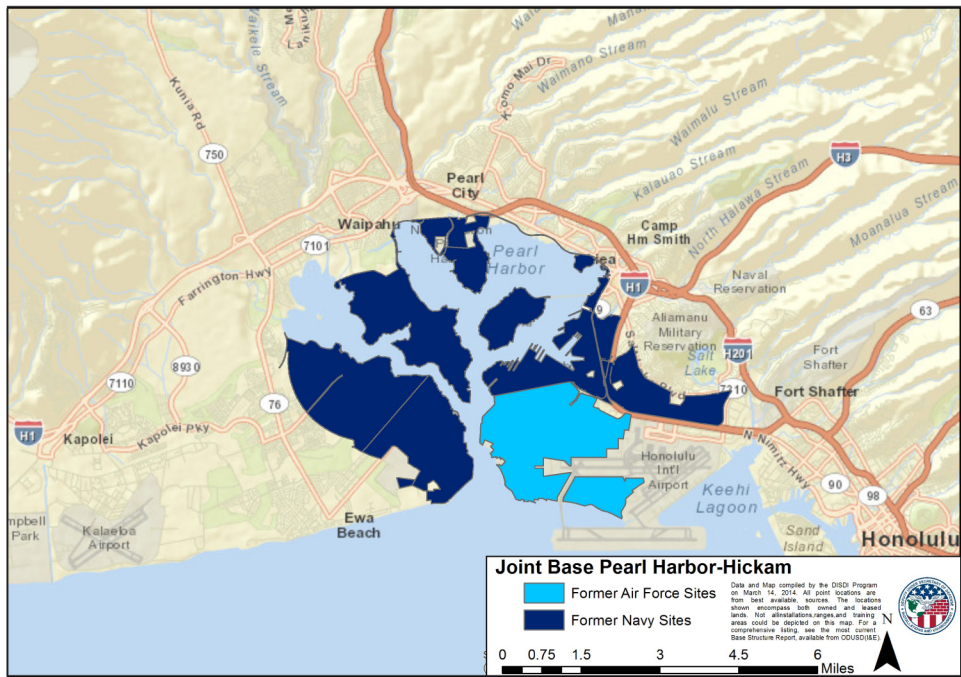 Waikele Stream
Kunia Rd
Komo Mai Dr
Waimano Stream
Waimalu Stream
750
H3
Kalauao Stream
North Halawa Stream
Moanalua Stream
Pearl
City
Waipahu
Camp
Hm Smith
7101
Pearl
Harbor
Farrington Hwy
H1
Naval
Reservation
9
Aliamanu
Military
Reservation
63
Salt
Lake
H201
Fort
Shafter
8930
7110
76
7310
Fort Shafter
H1
Kapolei
Kapolei Pky
N Nimitz Hwy
Honolulu
Int'l
Airport
Keehi
Lagoon
90
98
Ewa
Beach
mpbell
Park
Kalaeloa
Airport
Sand
Island
Honolulu
Joint Base Pearl Harbor-Hickam
Former Air Force Sites
Former Navy Sites
Data and Map compiled by the DISDI Program
on March 14, 2014. All point locations are
from best available, sources. The locations
shown encompass both owned and leased
lands. Not allinstallations,ranges,and training
areas could be depicted on this map. For a
comprehensive listing, see the most current
Base Structure Report, available from ODUSD(I&E).
N
0 0.75 1.5 3 4.5 6
Miles